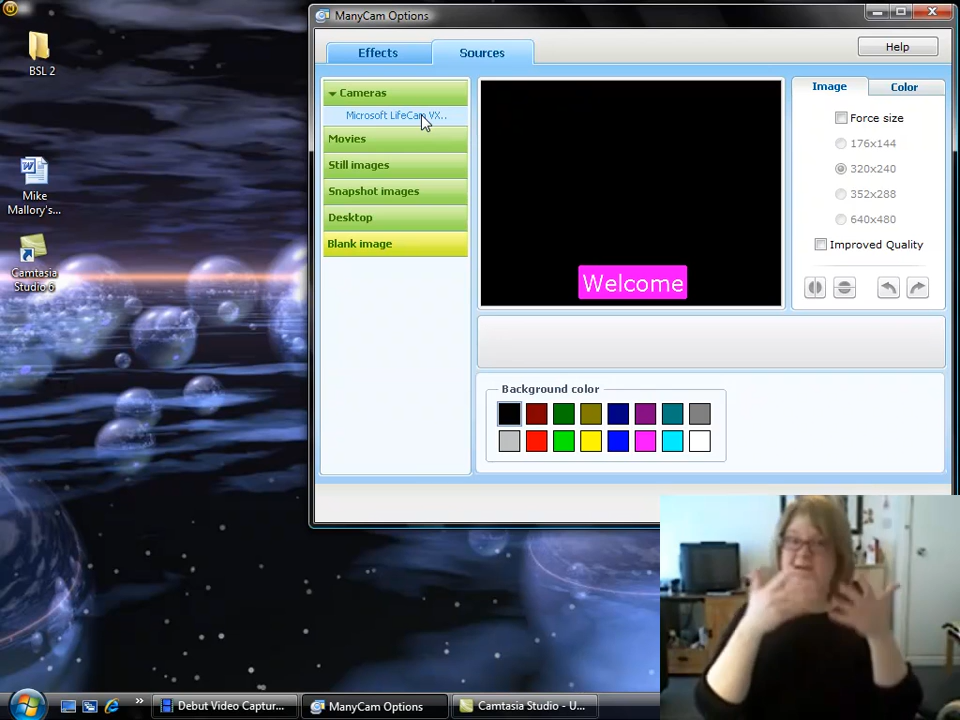 BSL 2
Mike
Mallory's...
Camtasia
Studio 6
ManyCam Options
Effects
Sources
Help
Cameras
Microsoft LifeCam VX..
Movies
Still images
Snapshot images
Desktop
Blank image
Welcome
Image
Color
Force size
176x144
320x240
352x288
640x480
Improved Quality
Background color
»
Debut Video Captur...
ManyCam Options
Camtasia Studio - U...